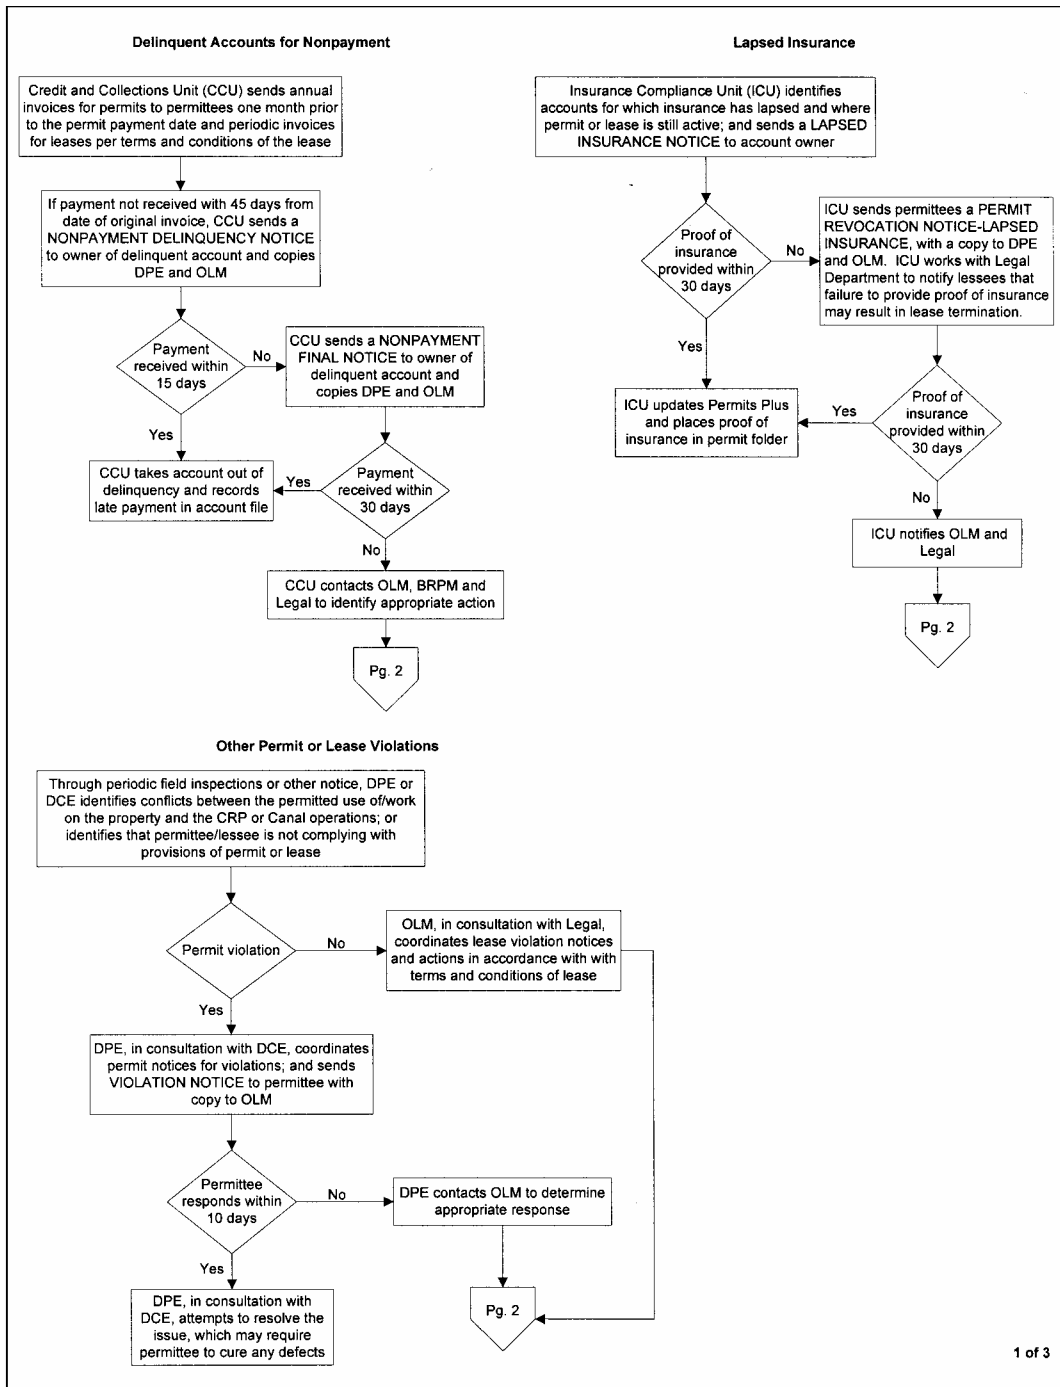 Delinquent Accounts for Nonpayment
Credit and Collections Unit (CCU) sends annual
invoices for permits to permittees one month prior
to the permit payment date and periodic invoices
for leases per terms and conditions of the lease
If payment not received with 45 days from
date of original invoice, CCU sends a
NONPAYMENT DELINQUENCY NOTICE
to owner of delinquent account and copies
DPE and OLM
Payment
received within
15 days
No
CCU sends a NONPAYMENT
FINAL NOTICE to owner of
delinquent account and
copies DPE and OLM
Yes
CCU takes account out of
delinquency and records
late payment in account file
Yes
Payment
received within
30 days
No
CCU contacts OLM, BRPM and
Legal to identify appropriate action
Pg. 2
Lapsed Insurance
Insurance Compliance Unit (ICU) identifies
accounts for which insurance has lapsed and where
permit or lease is still active; and sends a LAPSED
INSURANCE NOTICE to account owner
Proof of
insurance
provided within
30 days
No
ICU sends permittees a PERMIT
REVOCATION NOTICE-LAPSED
INSURANCE, with a copy to DPE
and OLM. ICU works with Legal
Department to notify lessees that
failure to provide proof of insurance
may result in lease termination.
Yes
ICU updates Permits Plus
and places proof of
insurance in permit folder
Yes
Proof of
insurance
provided within
30 days
No
ICU notifies OLM and
Legal
Pg. 2
Other Permit or Lease Violations
Through periodic field inspections or other notice, DPE or
DCE identifies conflicts between the permitted use of/work
on the property and the CRP or Canal operations; or
identifies that permittee/lessee is not complying with
provisions of permit or lease
Permit violation
No
OLM, in consultation with Legal,
coordinates lease violation notices
and actions in accordance with with
terms and conditions of lease
Yes
DPE, in consultation with DCE, coordinates
permit notices for violations; and sends
VIOLATION NOTICE to permittee with
copy to OLM
Permittee
responds within
10 days
No
DPE contacts OLM to determine
appropriate response
Yes
DPE, in consultation with
DCE, attempts to resolve the
issue, which may require
permittee to cure any defects
Pg. 2
1 of 3